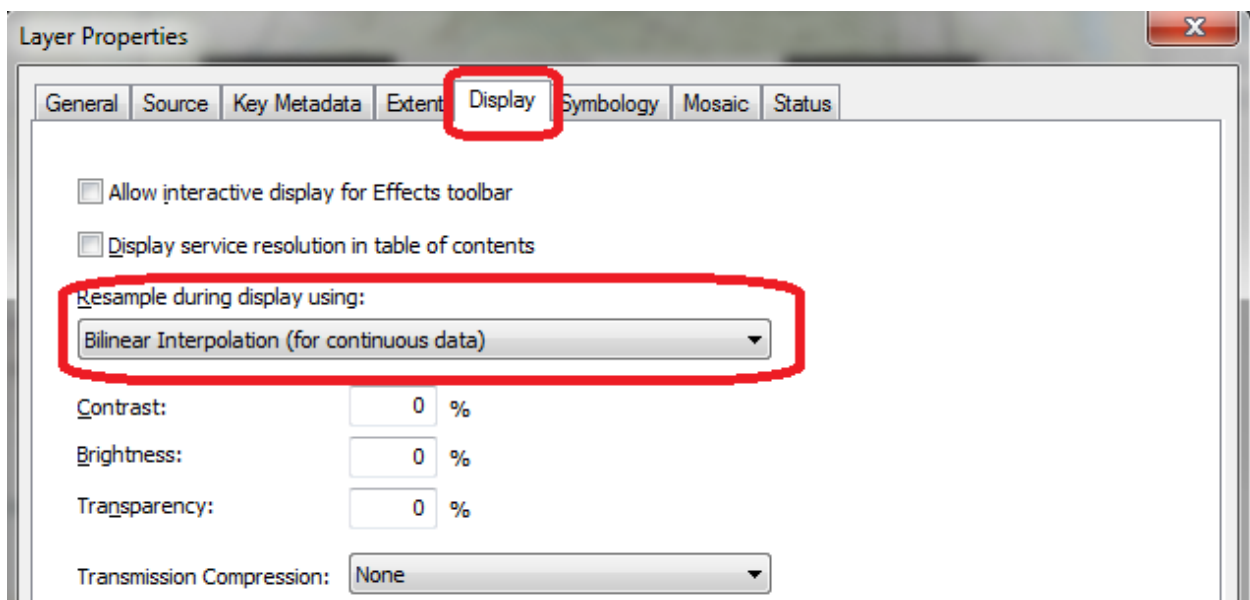 Layer Properties
General Source Key Metadata Extent Display Symbology Mosaic Status
Allow interactive display for Effects toolbar
Display service resolution in table of contents
Resample during display using:
Bilinear Interpolation (for continuous data)
Contrast: 0 %
Brightness: 0 %
Transparency: 0 %
Transmission Compression: None